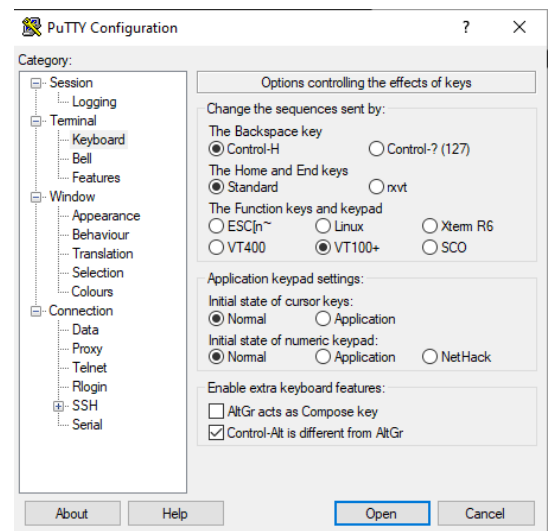 PuTTY Configuration
?
Category:
Session
Logging
Terminal
Keyboard
Bell
Features
Window
Appearance
Behaviour
Translation
Selection
Colours
Connection
Data
Proxy
Telnet
Rlogin
SSH
Serial
Options controlling the effects of keys
Change the sequences sent by:
The Backspace key
Control-H Control-? (127)
The Home and End keys
Standard rxvt
The Function keys and keypad
ESC[n~ Linux Xterm R6
VT400 VT100+ SCO
Application keypad settings:
Initial state of cursor keys:
Normal Application
Initial state of numeric keypad:
Normal Application NetHack
Enable extra keyboard features:
AltGr acts as Compose key
Control-Alt is different from AltGr
About Help Open Cancel